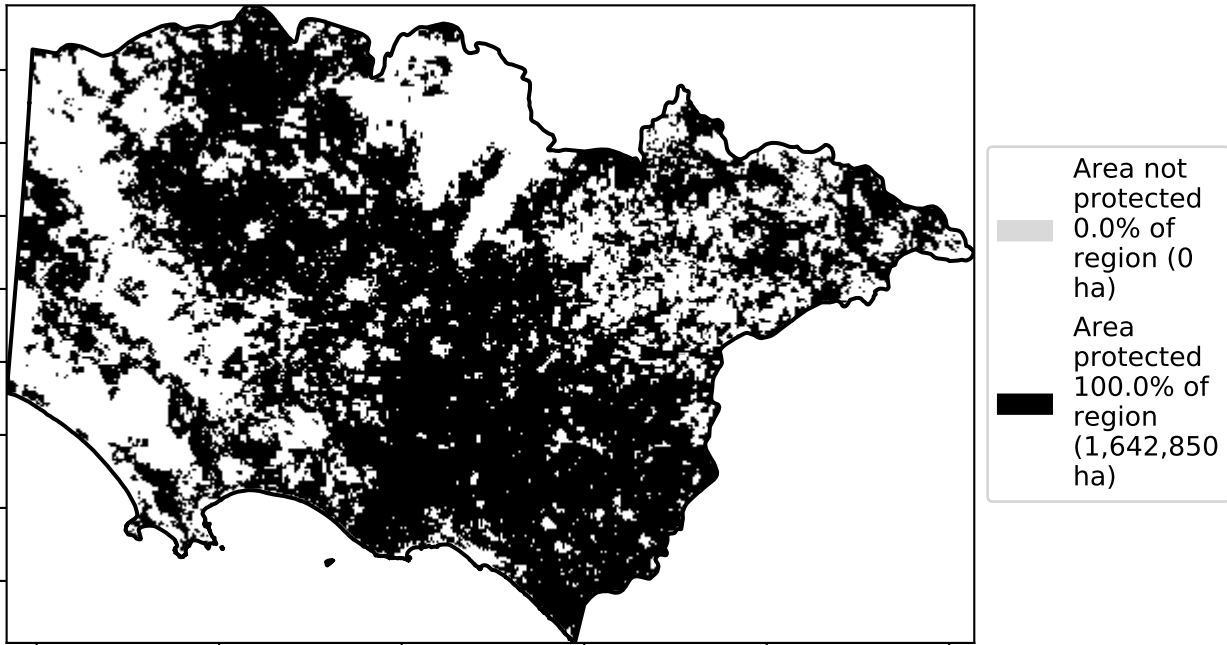 Area not
protected
0.0% of
region (0
ha)
Area
protected
100.0% of
region
(1,642,850
ha)